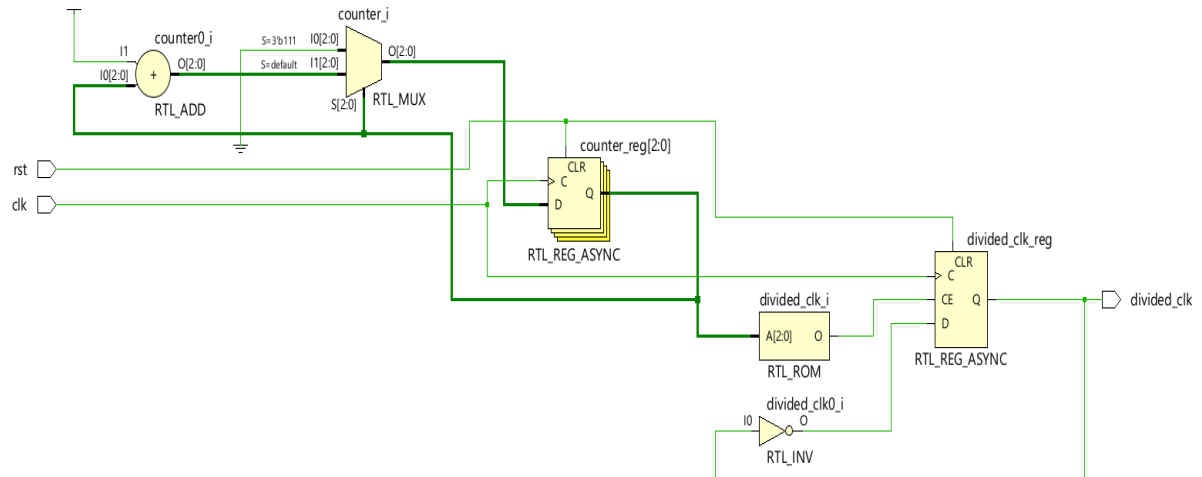 counter_i
counter0_i
S=3'b111
I0[2:0]
O[2:0]
I1
O[2:0]
S=default
I1[2:0]
I0[2:0]
+
S[2:0]
RTL_MUX
RTL_ADD
counter_reg[2:0]
rst
CLR
C
Q
clk
D
divided_clk_reg
RTL_REG_ASYNC
CLR
C
divided_clk_i
CE
Q
divided_clk
D
A[2:0]
O
RTL_REG_ASYNC
RTL_ROM
divided_clk0_i
I0
O
RTL_INV